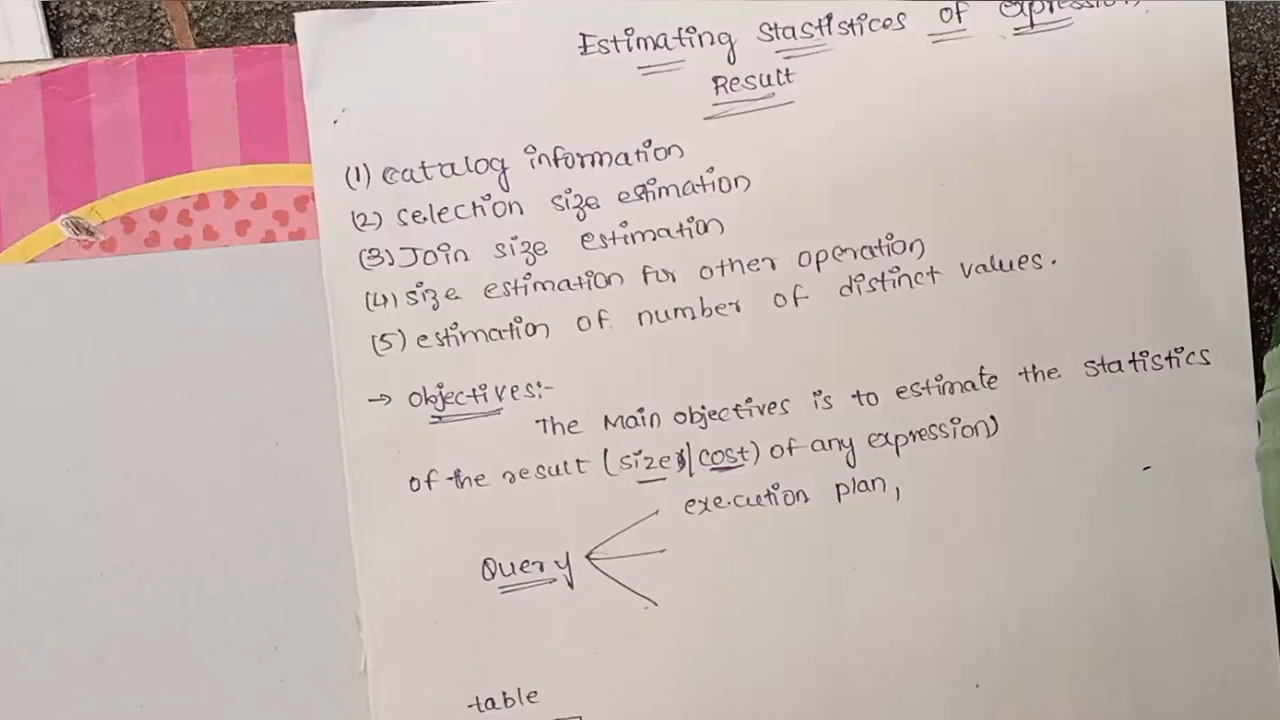 Estimating Stastistices of expression
Result
(1) catalog information
(2) selection size estimation
(3) Join size estimation
(4) size estimation for other operation
(5) estimation of number of distinct values.
→ Objectives:-
The Main objectives is to estimate the statistics
of the result (size|cost) of any expression)
execution plan,
Query
table